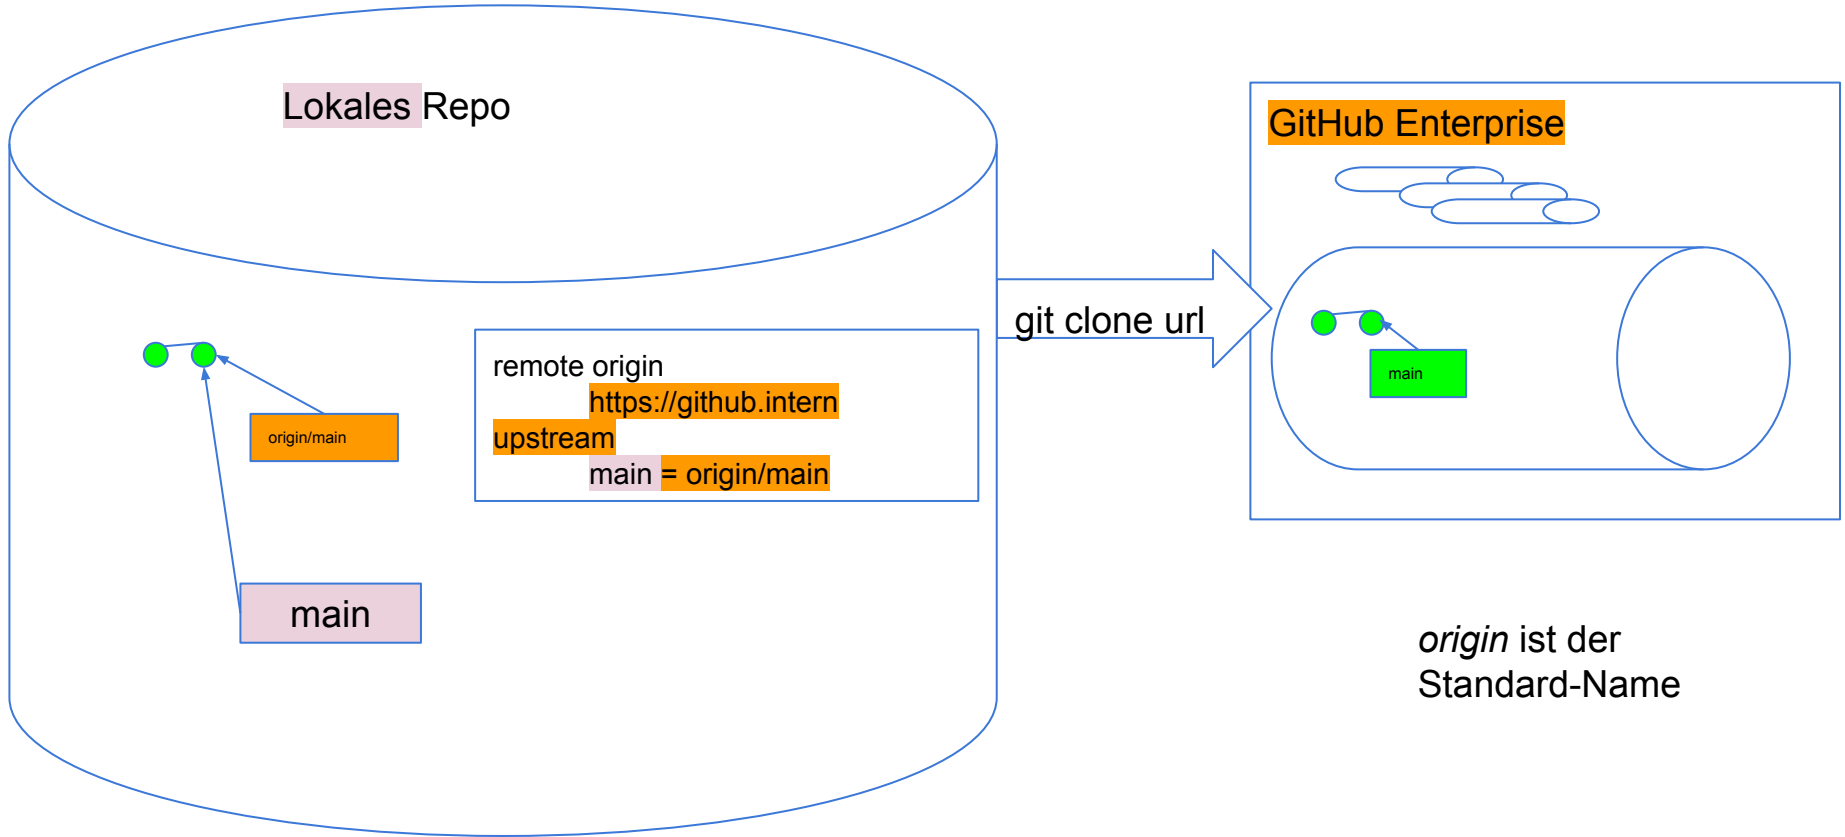 Lokales Repo
GitHub Enterprise
git clone url
remote origin
https://github.intern
upstream
main = origin/main
origin/main
main
main
origin ist der
Standard-Name